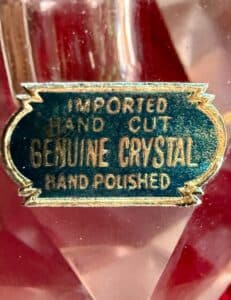 IMPORTED
HAND CUT
GENUINE CRYSTAL
HAND POLISHED